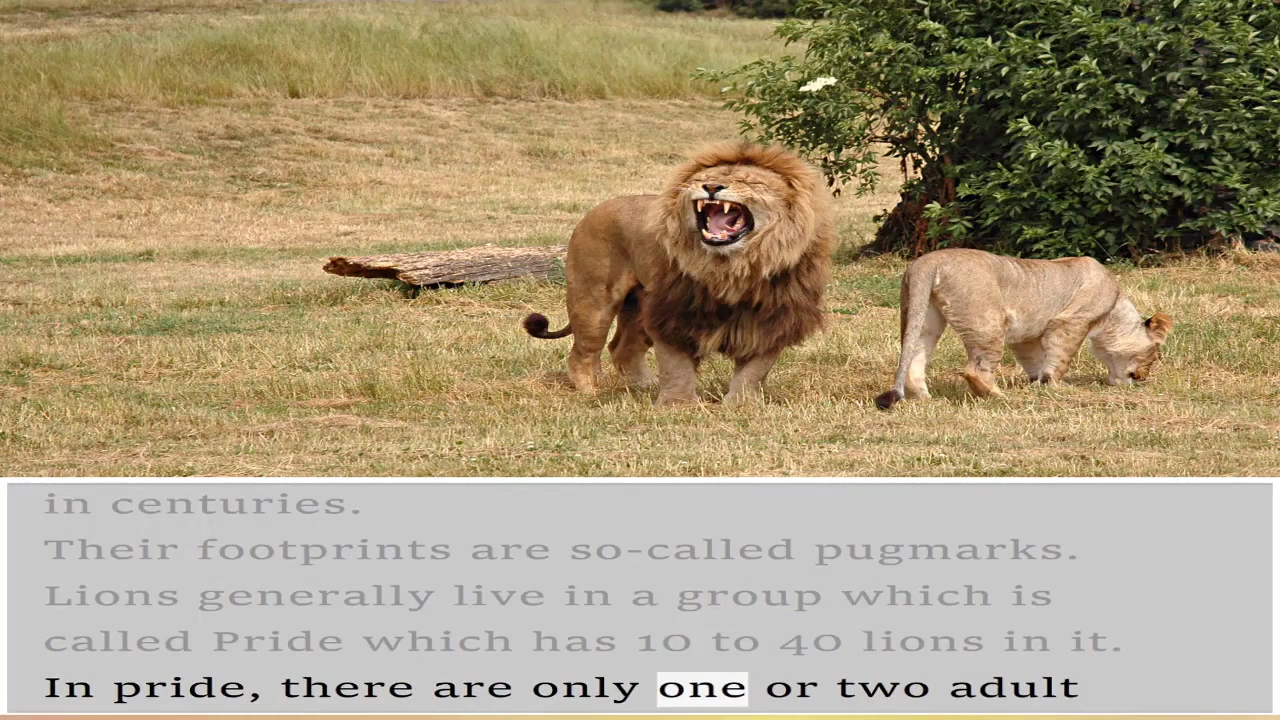 in centuries.
Their footprints are so-called pugmarks.
Lions generally live in a group which is
called Pride which has 10 to 40 lions in it.
In pride, there are only one or two adult